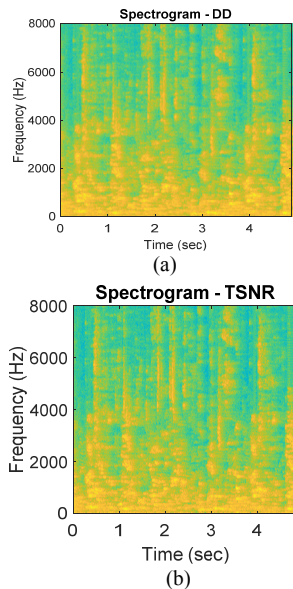 Spectrogram - DD
8000
6000
4000
2000
0
Frequency (Hz)
0 1 2 3 4
Time (sec)
(a)
Spectrogram - TSNR
8000
6000
4000
2000
0
Frequency (Hz)
0 1 2 3 4
Time (sec)
(b)